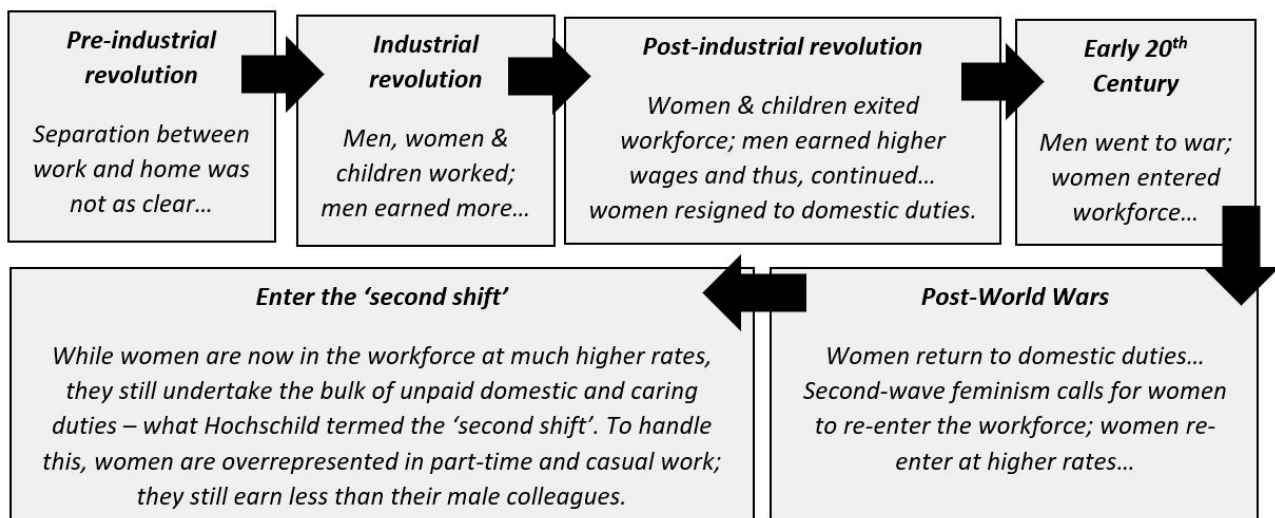 Pre-industrial
revolution
Separation between
work and home was
not as clear…
Industrial
revolution
Men, women &
children worked;
men earned more…
Post-industrial revolution
Women & children exited
workforce; men earned higher
wages and thus, continued…
women resigned to domestic duties.
Early 20th
Century
Men went to war;
women entered
workforce…
Post-World Wars
Women return to domestic duties…
Second-wave feminism calls for women
to re-enter the workforce; women re-
enter at higher rates…
Enter the ‘second shift’
While women are now in the workforce at much higher rates,
they still undertake the bulk of unpaid domestic and caring
duties – what Hochschild termed the ‘second shift’. To handle
this, women are overrepresented in part-time and casual work;
they still earn less than their male colleagues.